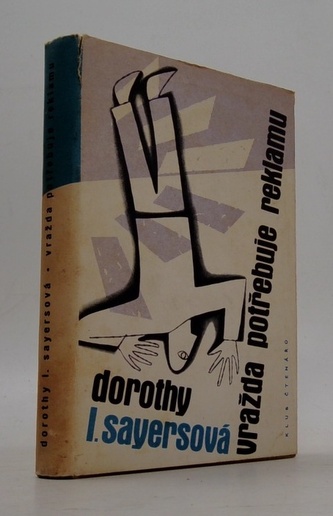 dorothy l. sayersová • vražda potřebuje reklamu
dorothy
l. sayersová
vražda potřebuje reklamu
KLUB ČTENÁŘŮ